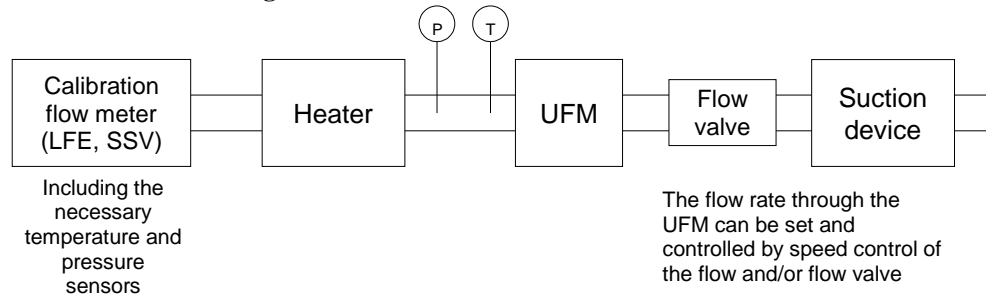 P
T
Calibration
flow meter
(LFE, SSV)
Heater
UFM
Flow
valve
Suction
device
Including the
necessary
temperature and
pressure
sensors
The flow rate through the
UFM can be set and
controlled by speed control of
the flow and/or flow valve